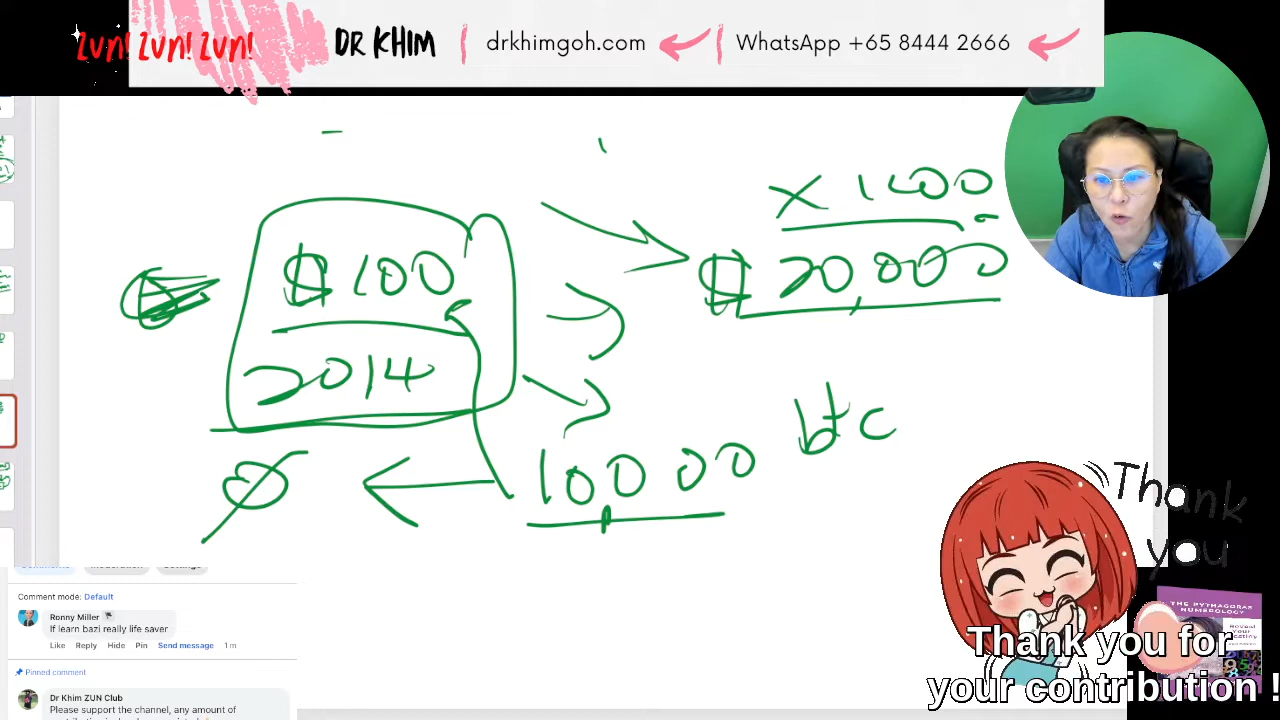 ZUN! ZUN! ZUN!
DR KHIM
drkhimgoh.com
WhatsApp +65 8444 2666
x 1000
$100
$20,000
2014
btc
10,000
Thank you
Comment mode: Default
Ronny Miller
If learn bazi really life saver
Like Reply Hide Pin Send message 1 m
Pinned comment
Dr Khim ZUN Club
Please support the channel, any amount of
THE PYTHAGORAS
NUMEROLOGY
Thank you for
your contribution !